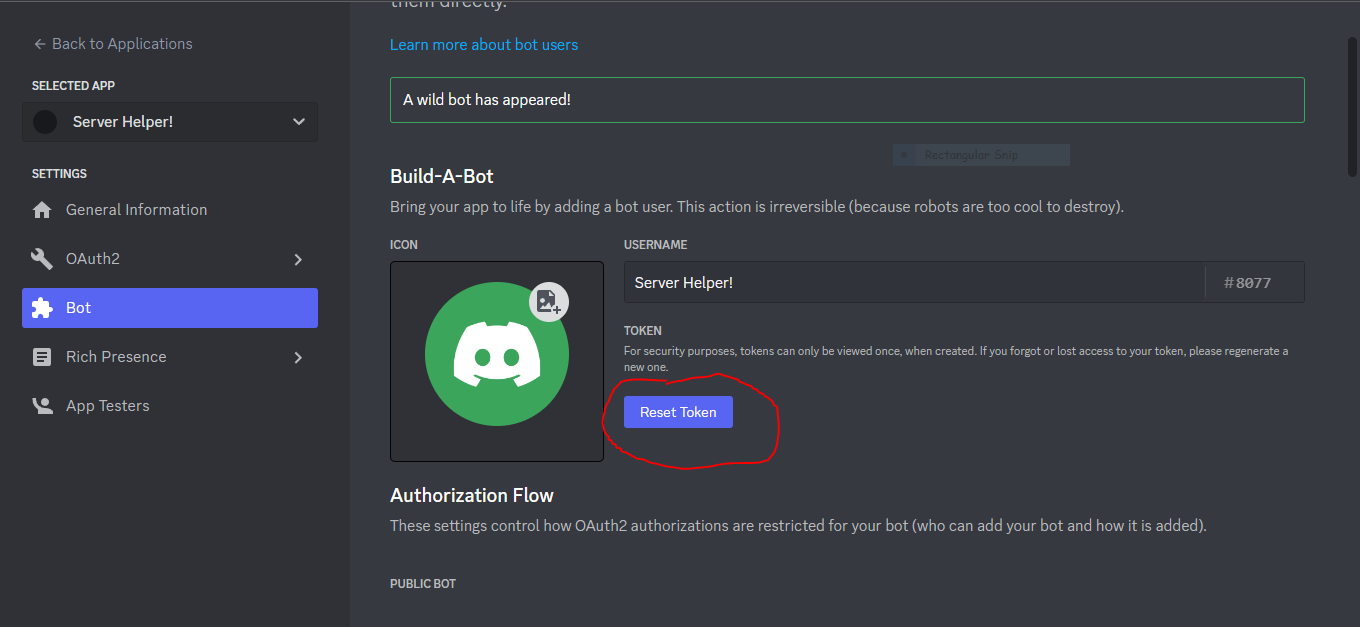 them directly.
← Back to Applications
Learn more about bot users
SELECTED APP
A wild bot has appeared!
Server Helper!
Rectangular Snip
SETTINGS
Build-A-Bot
General Information
Bring your app to life by adding a bot user. This action is irreversible (because robots are too cool to destroy).
ICON
USERNAME
OAuth2
Server Helper!
#8077
Bot
TOKEN
For security purposes, tokens can only be viewed once, when created. If you forgot or lost access to your token, please regenerate a
new one.
Rich Presence
App Testers
Reset Token
Authorization Flow
These settings control how OAuth2 authorizations are restricted for your bot (who can add your bot and how it is added).
PUBLIC BOT